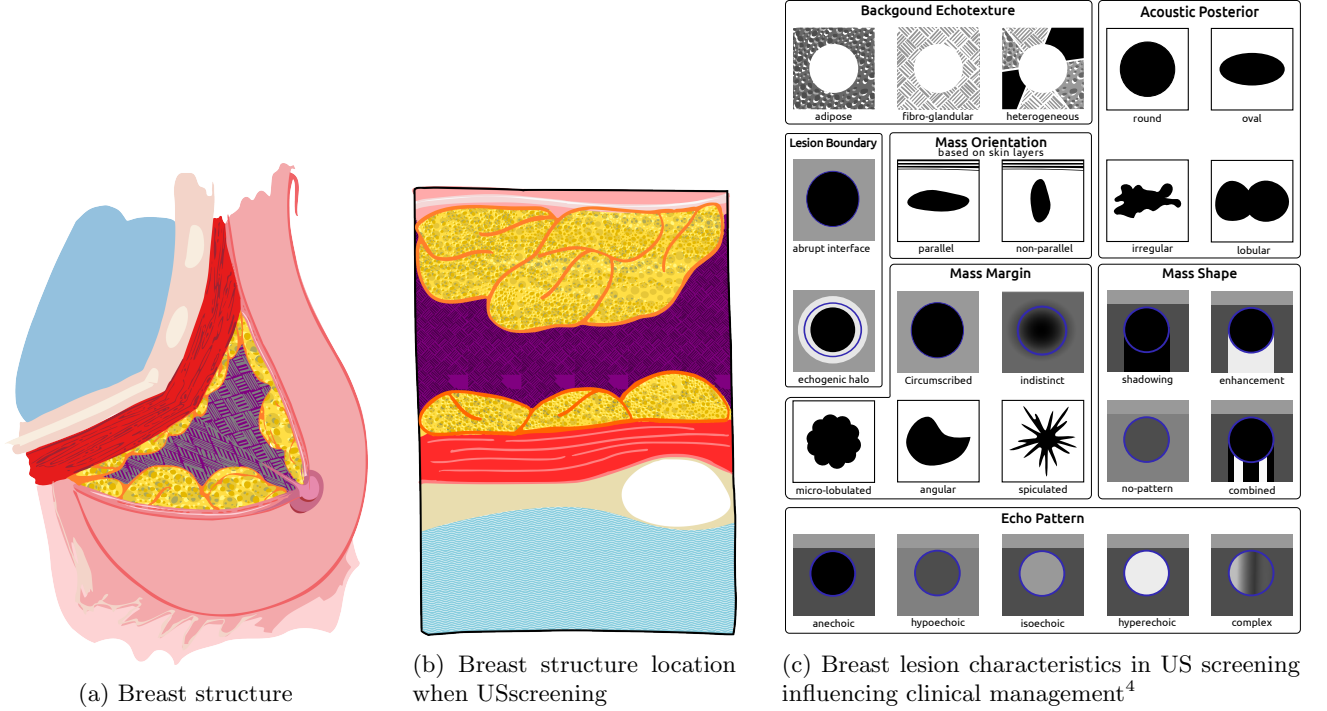 Backgound Echotexture
adipose
fibro-glandular
heterogeneous
Acoustic Posterior
round
oval
irregular
lobular
Lesion Boundary
abrupt interface
echogenic halo
Mass Orientation
based on skin layers
parallel
non-parallel
Mass Margin
Circumscribed
indistinct
micro-lobulated
angular
spiculated
Mass Shape
shadowing
enhancement
no-pattern
combined
Echo Pattern
anechoic
hypoechoic
isoechoic
hyperechoic
complex
(a) Breast structure
(b) Breast structure location
when USscreening
(c) Breast lesion characteristics in US screening
influencing clinical management4